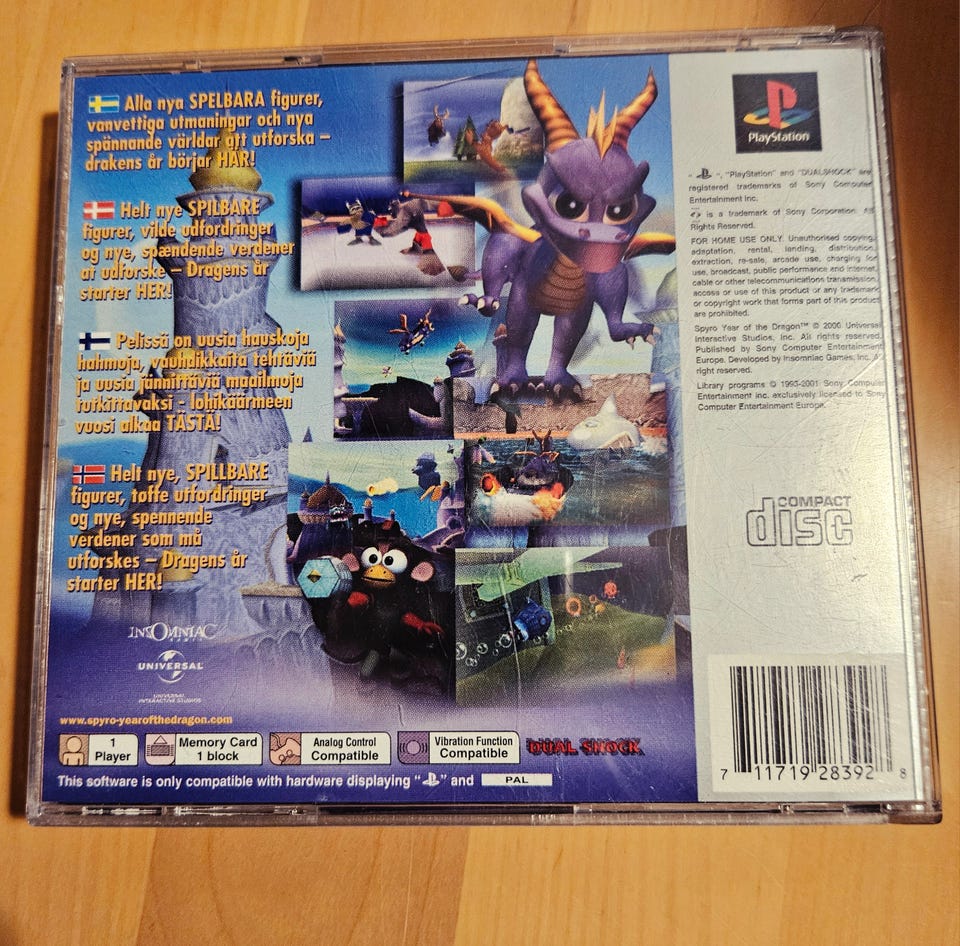 Alla nya SPELBARA figurer,
vanvettiga utmaningar och nya
spännande världar att utforska –
drakens år börjar HÄR!
Helt nye SPILBARE
figurer, vilde udfordringer
og nye, spændende verdener
at udforske – Dragens år
starter HER!
Pelissä on uusia hauskoja
hahmoja, vauhdikkaita tehtäviä
ja uusia jännittäviä maailmoja
tutkittavaksi - lohikäärmeen
vuosi alkaa TÄSTÄ!
Helt nye, SPILLBARE
figurer, tøffe utfordringer
og nye, spennende
verdener som må
utforskes – Dragens år
starter HER!
INSOMNIAC
GAMES
UNIVERSAL
UNIVERSAL
INTERACTIVE STUDIOS
www.spyro-yearofthedragon.com
1
Player
Memory Card
1 block
Analog Control
Compatible
Vibration Function
Compatible
DUAL SHOCK
This software is only compatible with hardware displaying "PS" and PAL
PlayStation
" ", "PlayStation" and "DUALSHOCK" are
registered trademarks of Sony Computer
Entertainment Inc.
is a trademark of Sony Corporation. All
Rights Reserved.
FOR HOME USE ONLY. Unauthorised copying,
adaptation, rental, lending, distribution,
extraction, re-sale, arcade use, charging for
use, broadcast, public performance and internet,
cable or other telecommunications transmission,
access or use of this product or any trademark
or copyright work that forms part of this product
are prohibited.
Spyro Year of the Dragon™ © 2000 Universal
Interactive Studios, Inc. All rights reserved.
Published by Sony Computer Entertainment
Europe. Developed by Insomniac Games, Inc. All
right reserved.
Library programs © 1993-2001 Sony Computer
Entertainment Inc. exclusively licensed to Sony
Computer Entertainment Europe.
COMPACT
disc
7 11719 28392 8